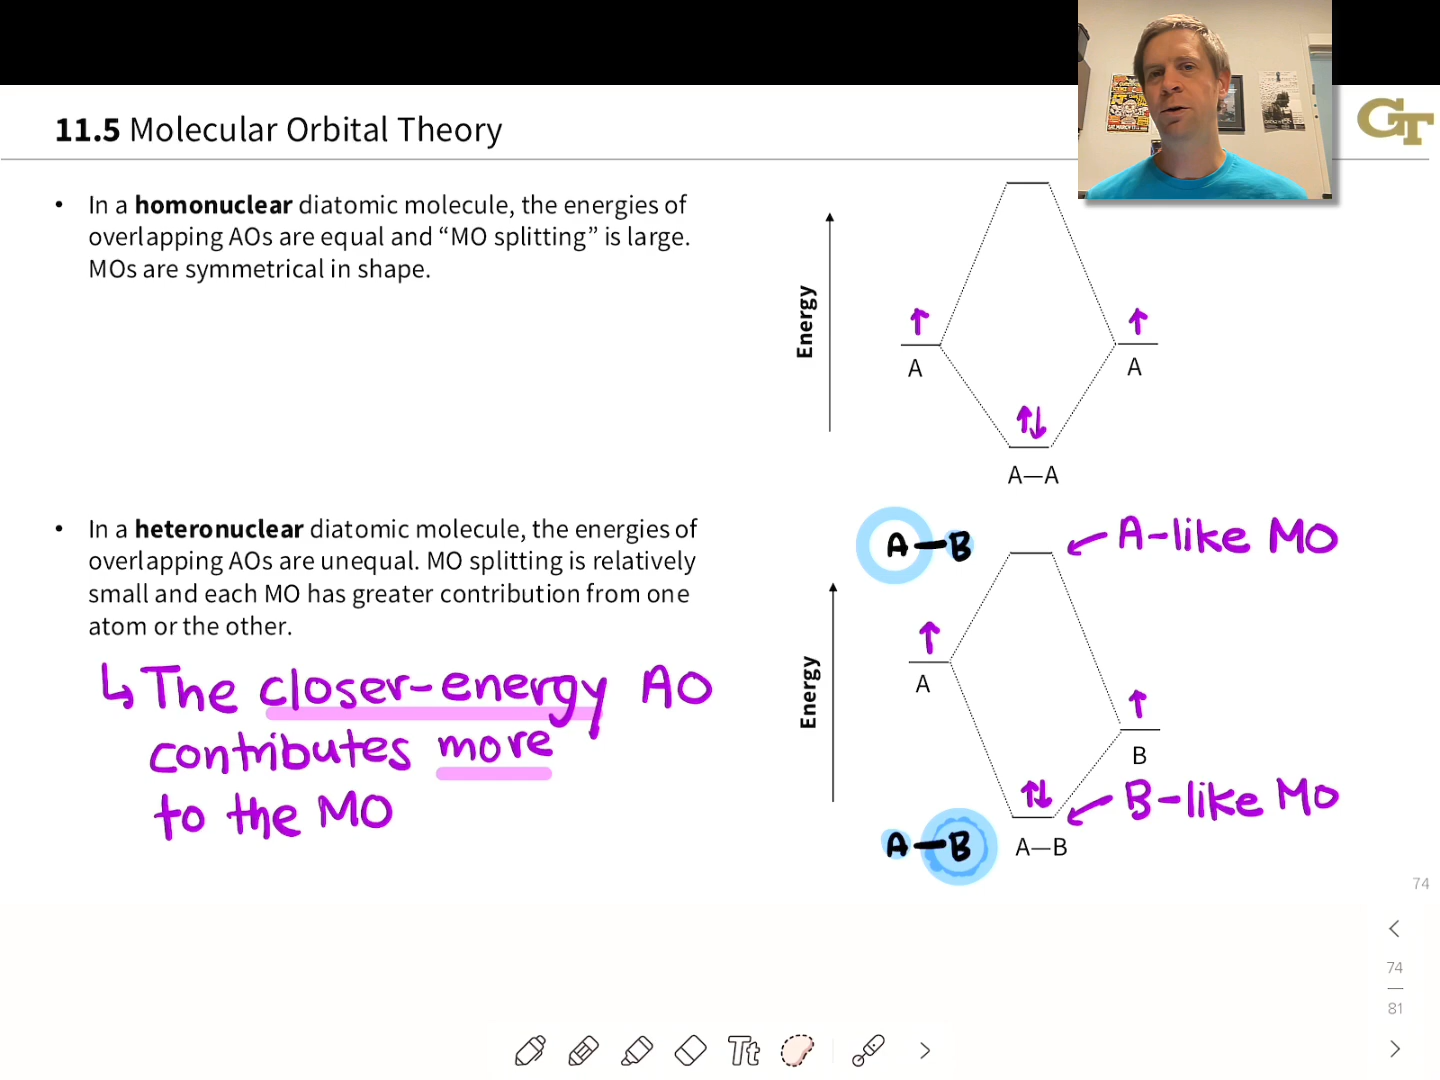 11.5 Molecular Orbital Theory
GT
• In a homonuclear diatomic molecule, the energies of
overlapping AOs are equal and “MO splitting” is large.
MOs are symmetrical in shape.
Energy
A
A
A—A
• In a heteronuclear diatomic molecule, the energies of
overlapping AOs are unequal. MO splitting is relatively
small and each MO has greater contribution from one
atom or the other.
↳ The closer-energy AO
contributes more
to the MO
A—B
A-like MO
Energy
A
B
B-like MO
A—B
A—B
74
74
81
Tt